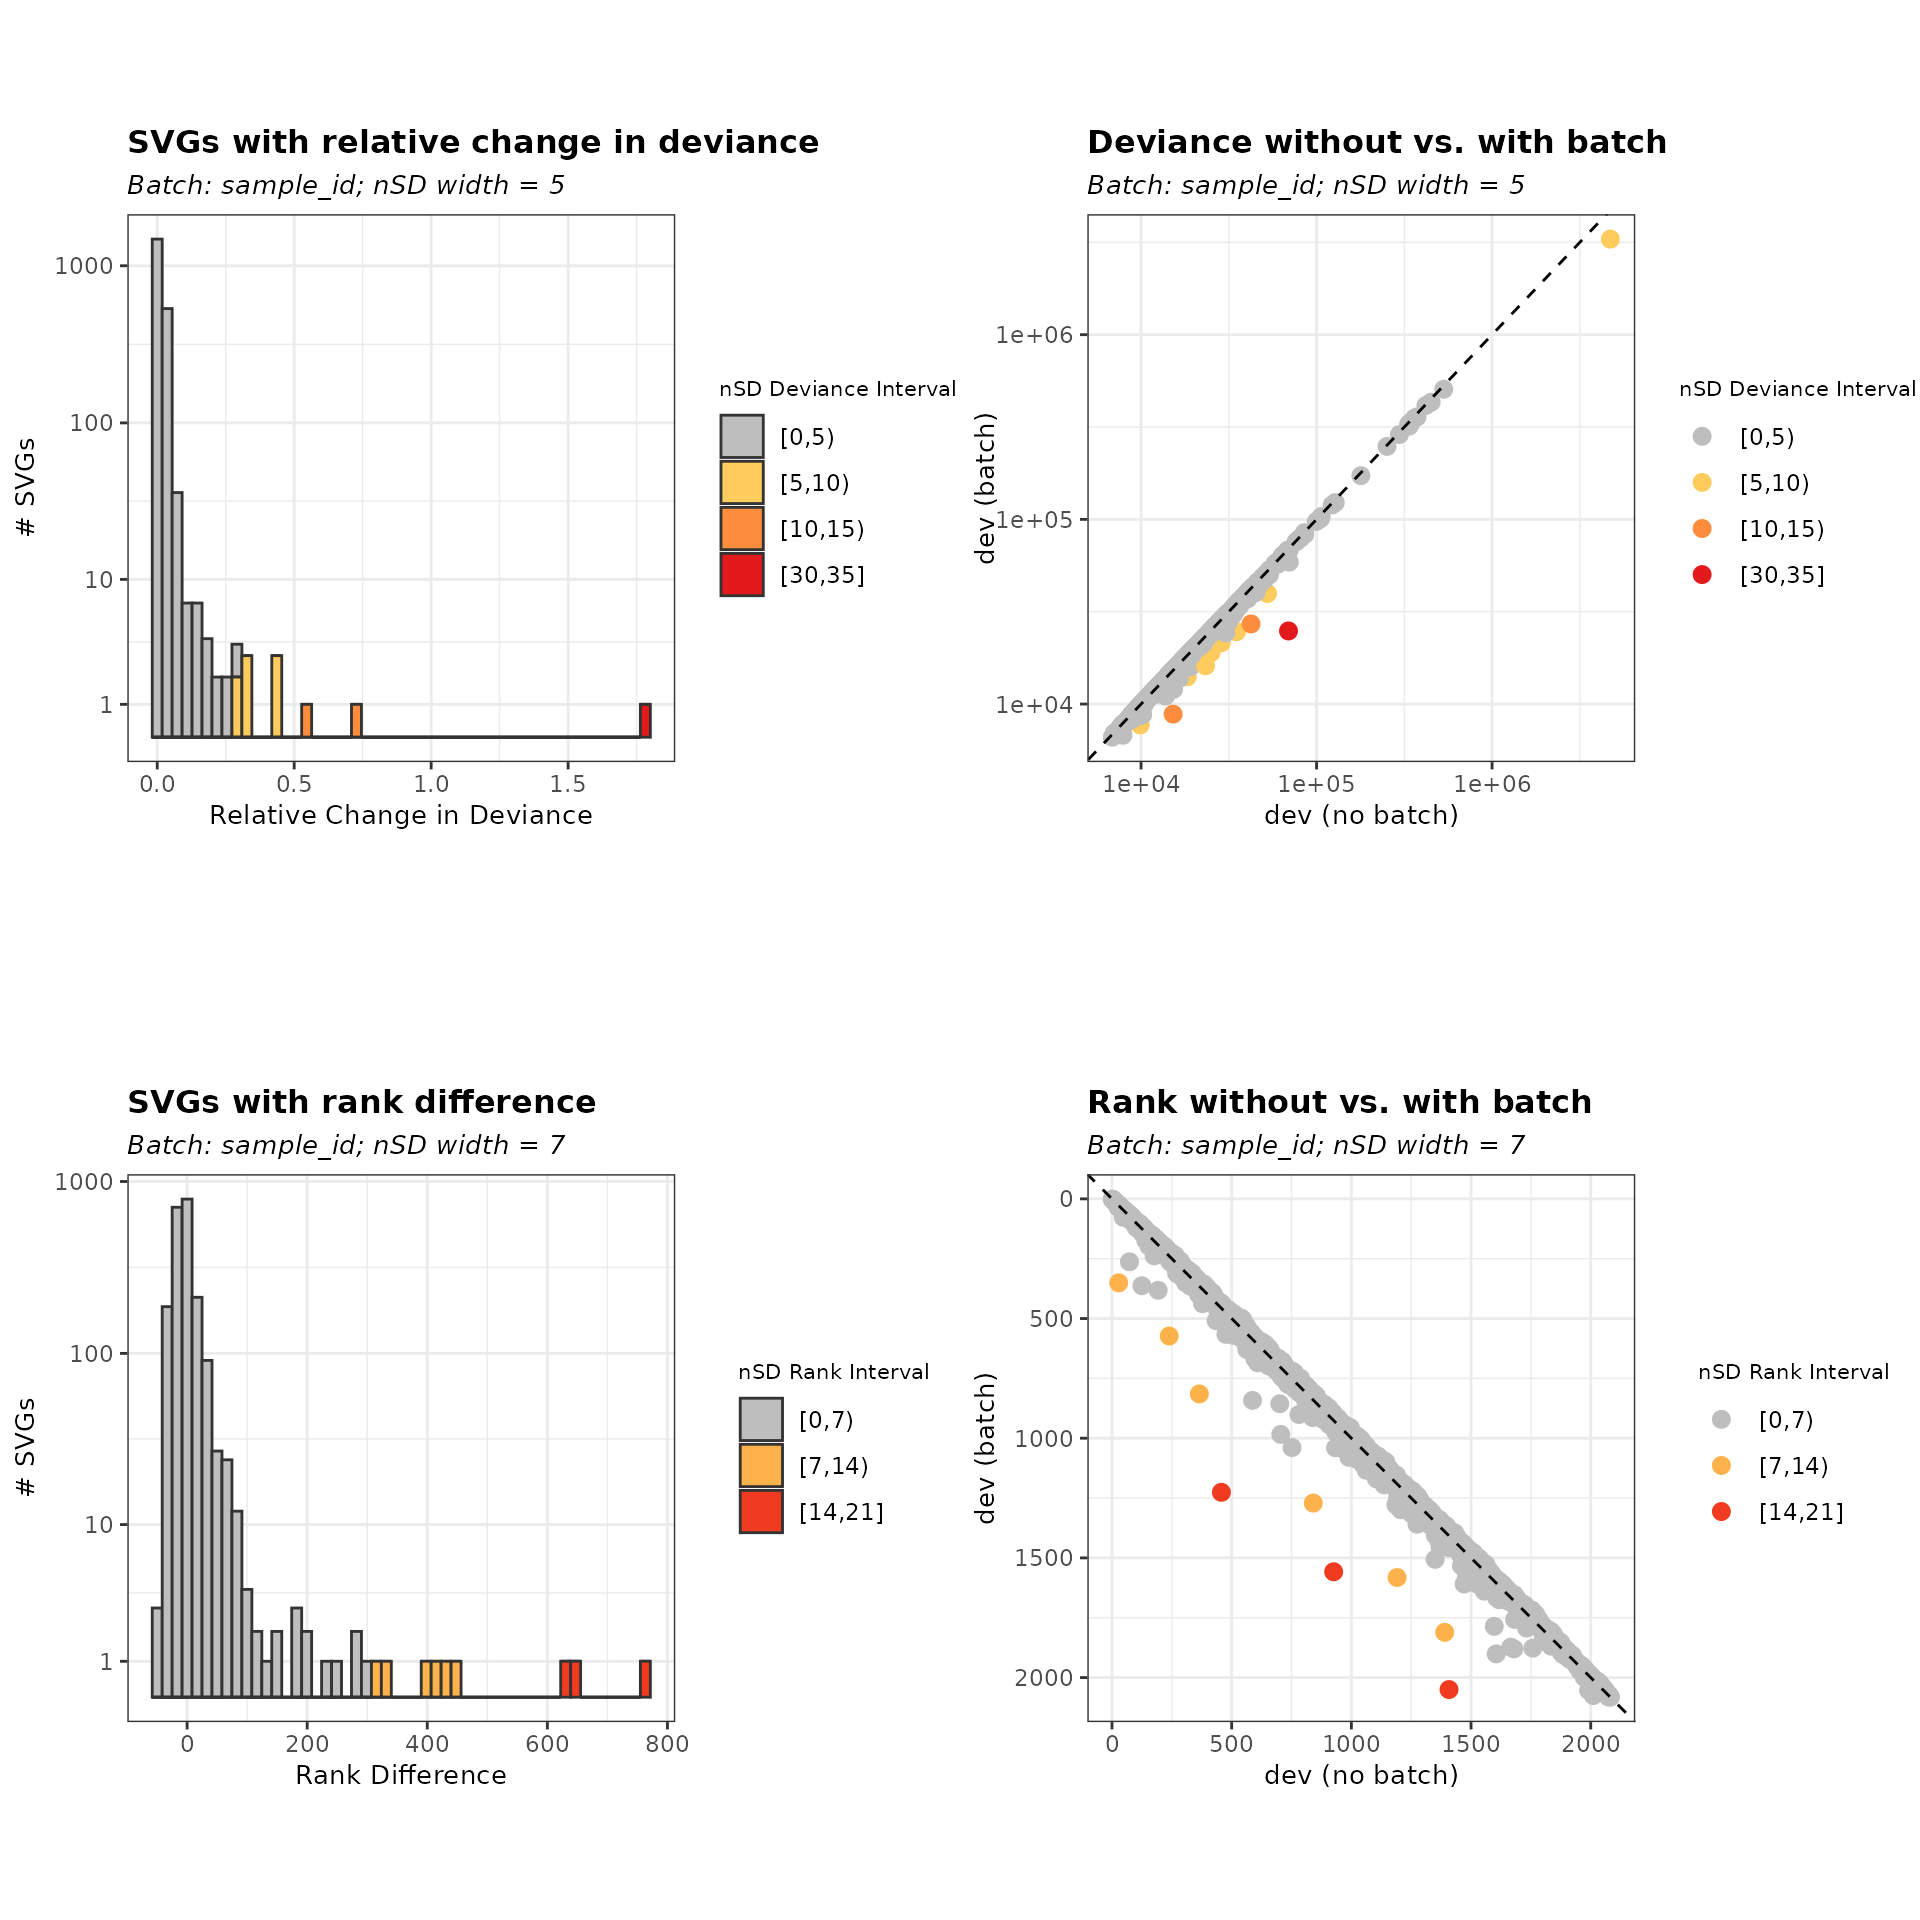 SVGs with relative change in deviance
Batch: sample_id; nSD width = 5
# SVGs
1000
100
10
1
0.0 0.5 1.0 1.5
Relative Change in Deviance
nSD Deviance Interval
[0,5)
[5,10)
[10,15)
[30,35]
Deviance without vs. with batch
Batch: sample_id; nSD width = 5
dev (batch)
1e+06
1e+05
1e+04
1e+04 1e+05 1e+06
dev (no batch)
nSD Deviance Interval
[0,5)
[5,10)
[10,15)
[30,35]
SVGs with rank difference
Batch: sample_id; nSD width = 7
# SVGs
1000
100
10
1
0 200 400 600 800
Rank Difference
nSD Rank Interval
[0,7)
[7,14)
[14,21]
Rank without vs. with batch
Batch: sample_id; nSD width = 7
dev (batch)
0
500
1000
1500
2000
0 500 1000 1500 2000
dev (no batch)
nSD Rank Interval
[0,7)
[7,14)
[14,21]